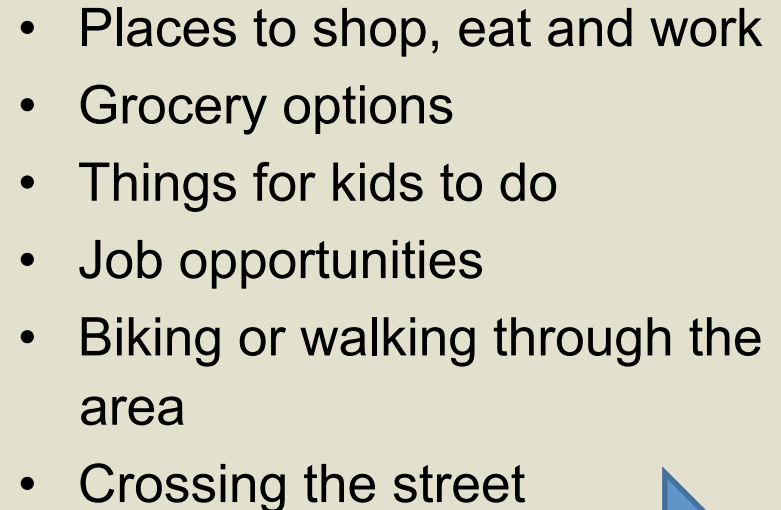 • Places to shop, eat and work
• Grocery options
• Things for kids to do
• Job opportunities
• Biking or walking through the
area
• Crossing the street